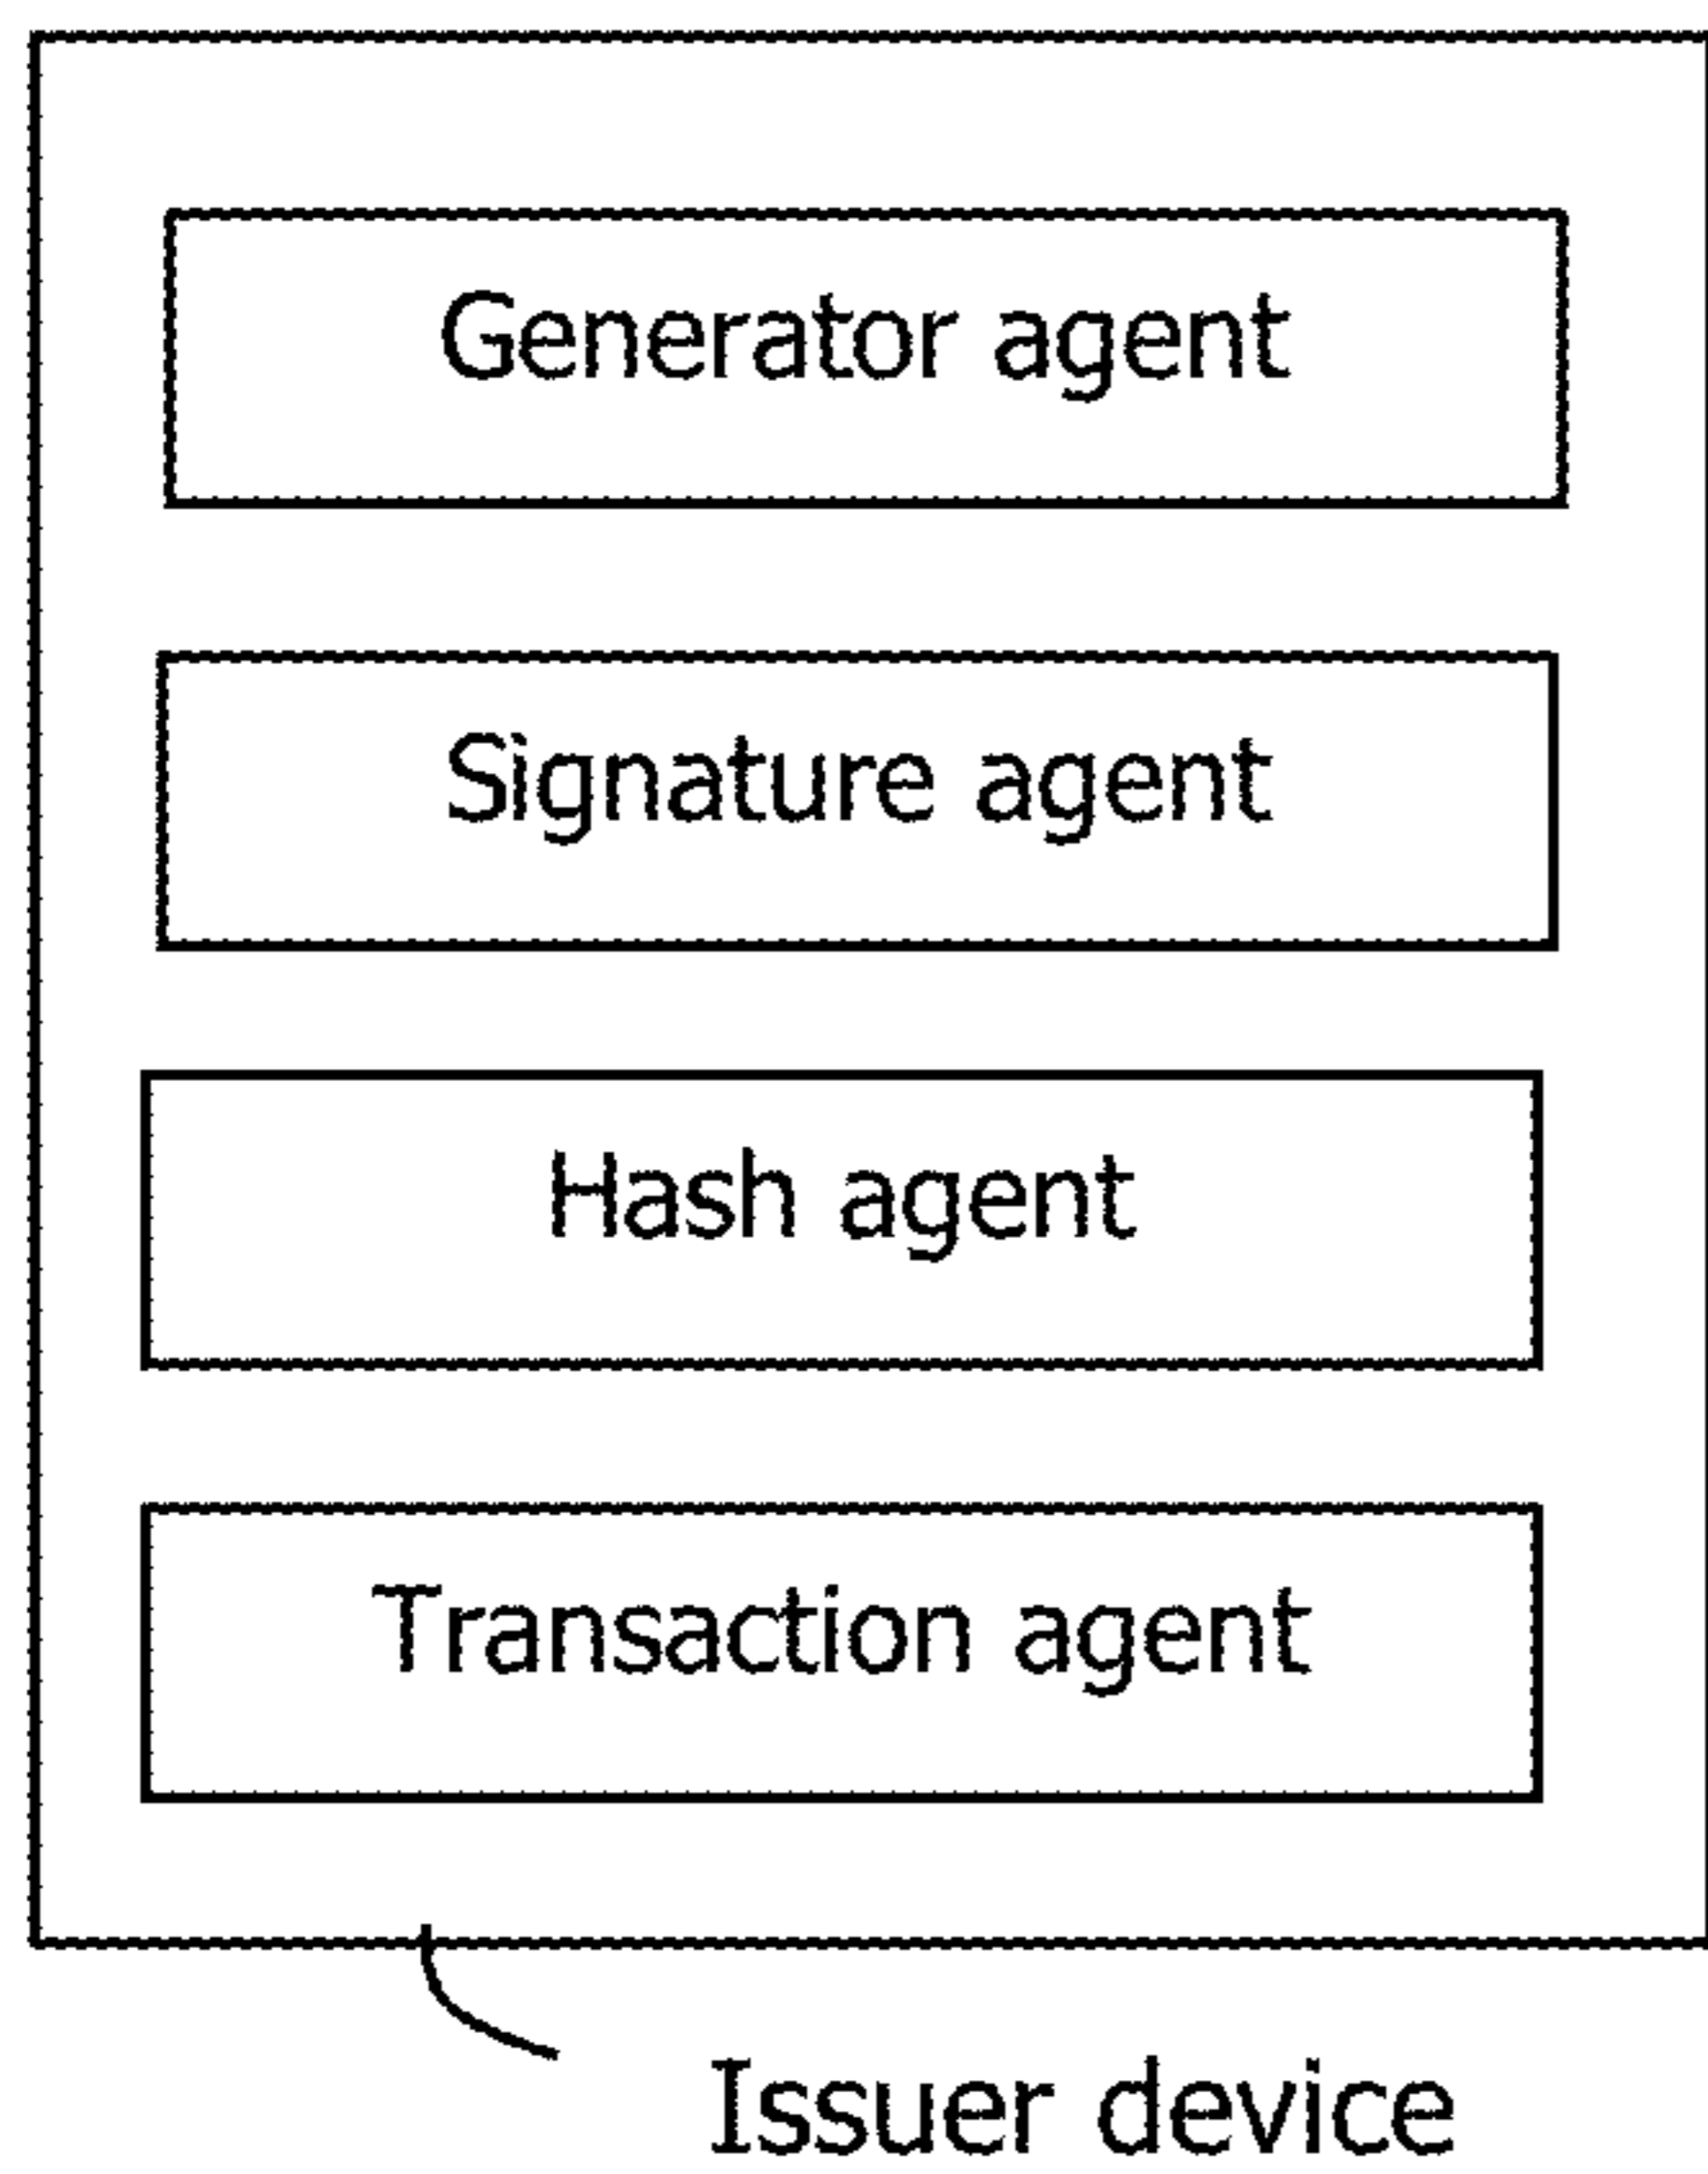 Generator agent
Signature agent
Hash agent
Transaction agent
Issuer device